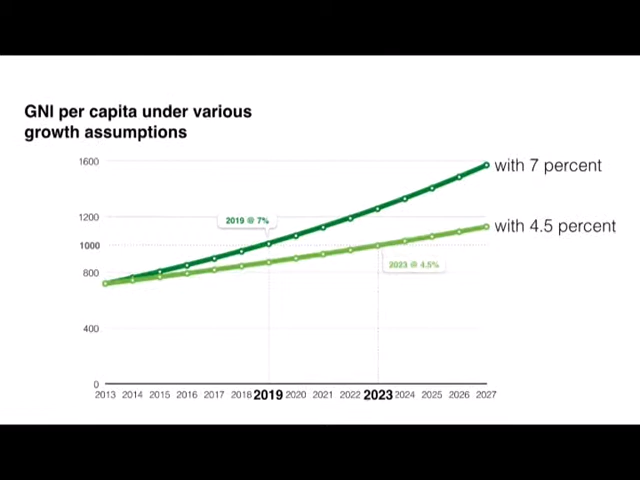 GNI per capita under various
growth assumptions
1600
with 7 percent
1200
2019 @ 7%
with 4.5 percent
1000
2023 @ 4.5%
800
400
0
2013 2014 2015 2016 2017 2018 2019 2020 2021 2022 2023 2024 2025 2026 2027